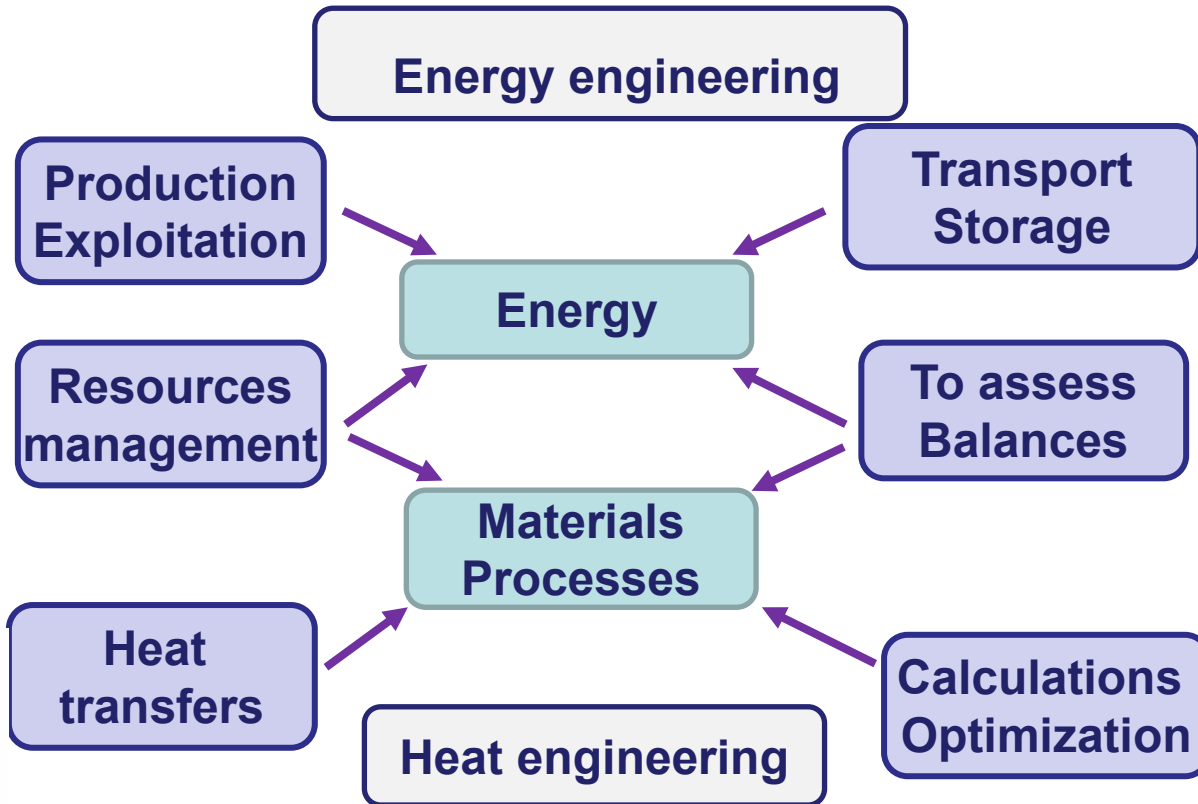 Energy engineering
Production
Exploitation
Transport
Storage
Energy
Resources
management
To assess
Balances
Materials
Processes
Heat
transfers
Calculations
Optimization
Heat engineering